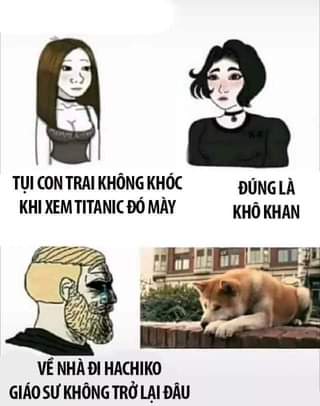 TỤI CON TRAI KHÔNG KHÓC
KHI XEM TITANIC ĐÓ MÀY
ĐÚNG LÀ
KHÔ KHAN
VỀ NHÀ ĐI HACHIKO
GIÁO SƯ KHÔNG TRỞ LẠI ĐÂU